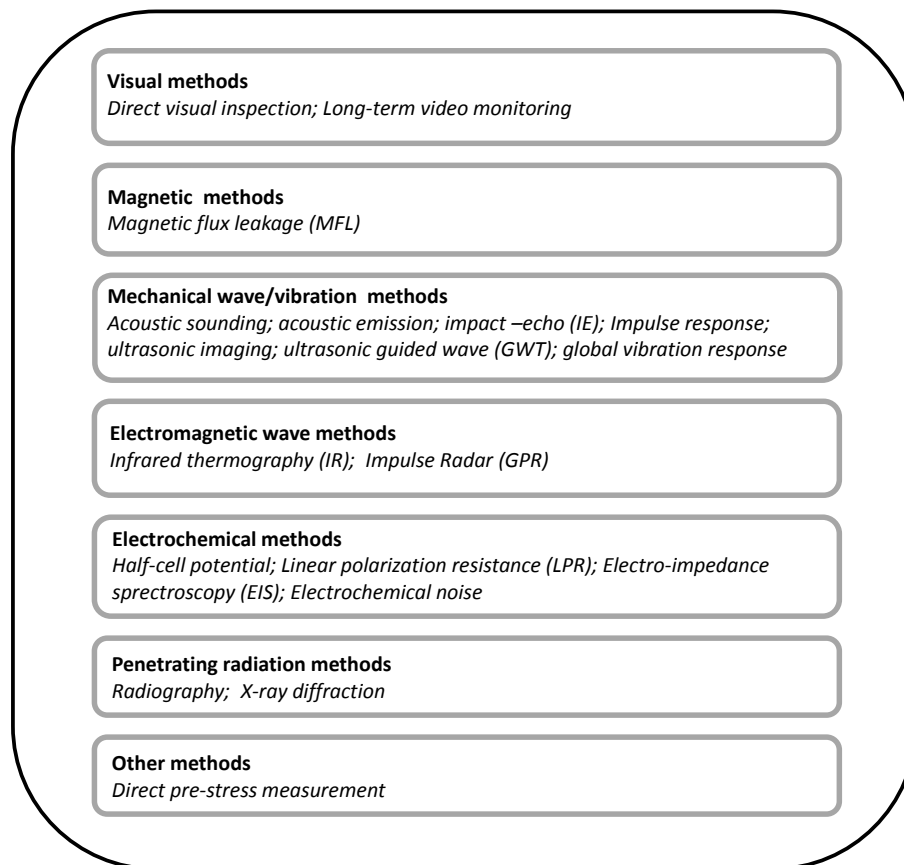 Visual methods
Direct visual inspection; Long-term video monitoring
Magnetic  methods
Magnetic flux leakage (MFL)
Mechanical wave/vibration  methods
Acoustic sounding; acoustic emission; impact –echo (IE); Impulse response;
ultrasonic imaging; ultrasonic guided wave (GWT); global vibration response
Electromagnetic wave methods
Infrared thermography (IR);  Impulse Radar (GPR)
Electrochemical methods
Half-cell potential; Linear polarization resistance (LPR); Electro-impedance
sprectroscopy (EIS); Electrochemical noise
Penetrating radiation methods
Radiography;  X-ray diffraction
Other methods
Direct pre-stress measurement